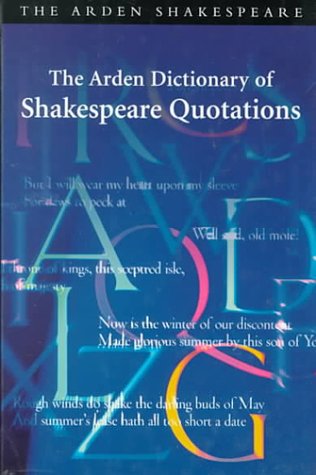 THE ARDEN SHAKESPEARE
The Arden Dictionary of
Shakespeare Quotations
But I will wear my heart upon my sleeve
For daws to peck at
Well said, old mole!
throne of kings, this sceptred isle,
of majesty
Now is the winter of our discontent
Made glorious summer by this son of Yo
Rough winds do shake the darling buds of May
And summer's lease hath all too short a date
A
D
Q
L
Z
G